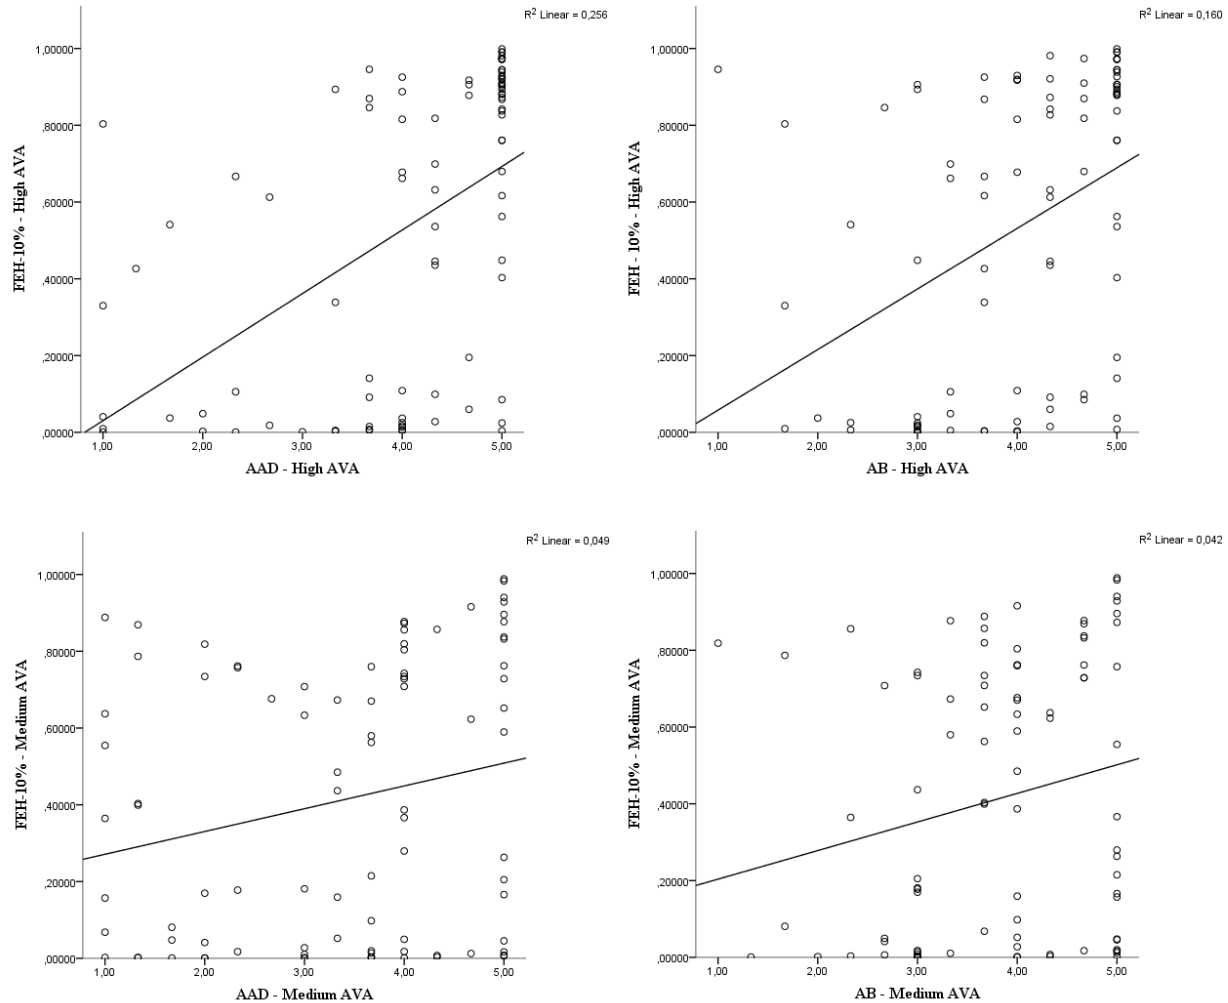 R² Linear = 0,256
FEH-10% - High AVA
1,00000
,80000
,60000
,40000
,20000
,00000
1,00 2,00 3,00 4,00 5,00
AAD - High AVA
R² Linear = 0,160
FEH - 10% - High AVA
1,00000
,80000
,60000
,40000
,20000
,00000
1,00 2,00 3,00 4,00 5,00
AB - High AVA
R² Linear = 0,049
FEH-10% - Medium AVA
1,00000
,80000
,60000
,40000
,20000
,00000
1,00 2,00 3,00 4,00 5,00
AAD - Medium AVA
R² Linear = 0,042
FEH-10% - Medium AVA
1,00000
,80000
,60000
,40000
,20000
,00000
1,00 2,00 3,00 4,00 5,00
AB - Medium AVA